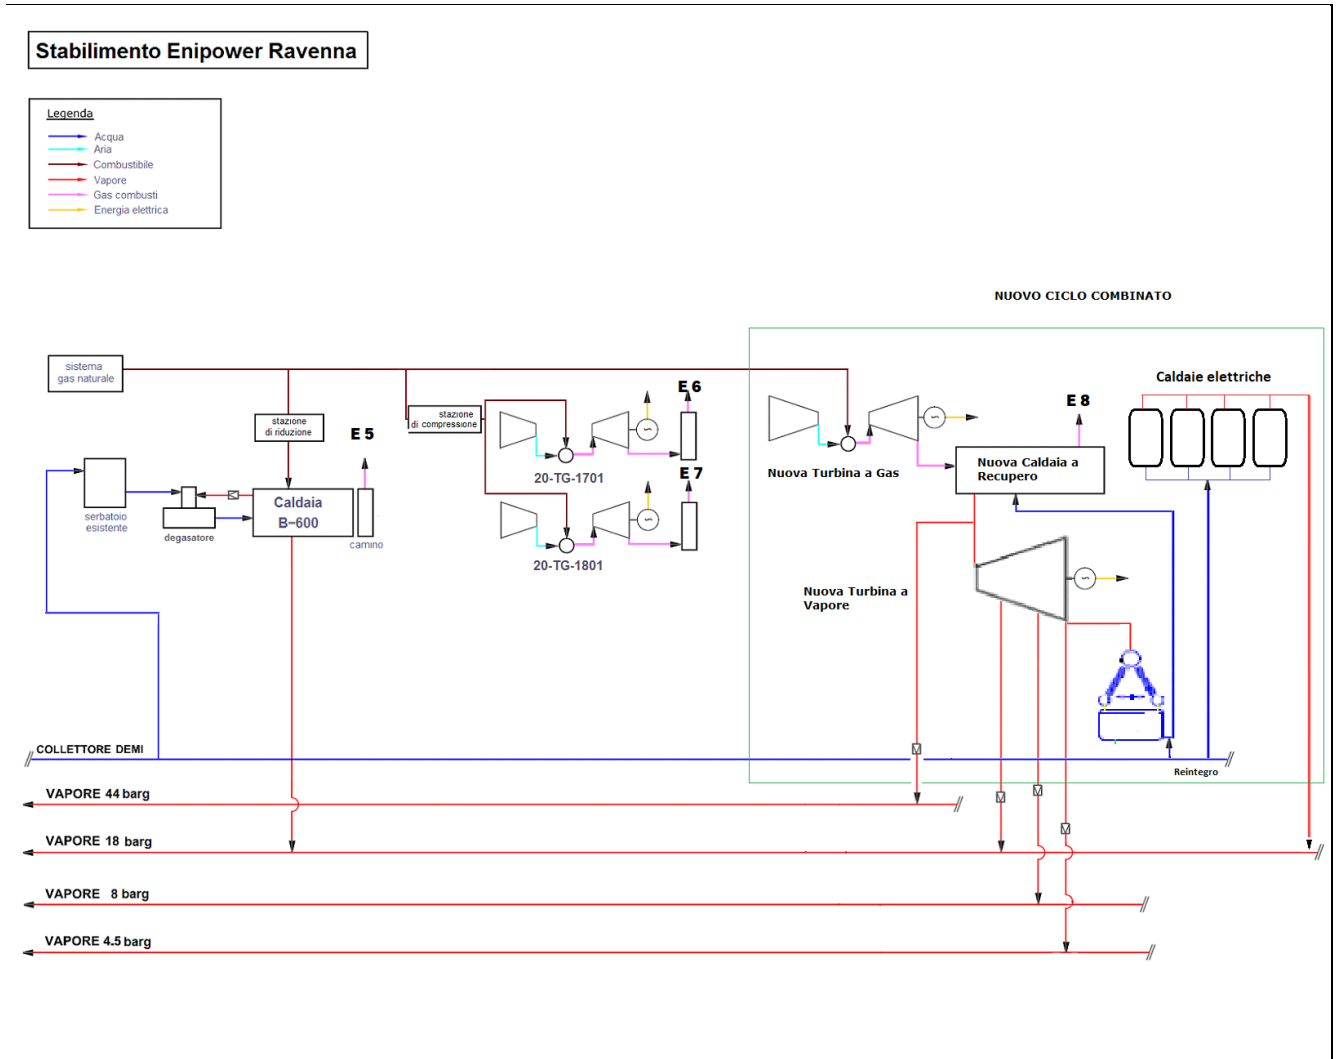 Stabilimento Enipower Ravenna
Legenda
Acqua
Aria
Combustibile
Vapore
Gas combusti
Energia elettrica
NUOVO CICLO COMBINATO
sistema
gas naturale
stazione
di riduzione
E 5
stazione
di compressione
E 6
20-TG-1701
E 7
20-TG-1801
serbatoio
esistente
degasatore
Caldaia
B-600
camino
Nuova Turbina a Gas
E 8
Nuova Caldaia a
Recupero
Caldaie elettriche
Nuova Turbina a
Vapore
Reintegro
COLLETTORE DEMI
VAPORE 44 barg
VAPORE 18 barg
VAPORE 8 barg
VAPORE 4.5 barg